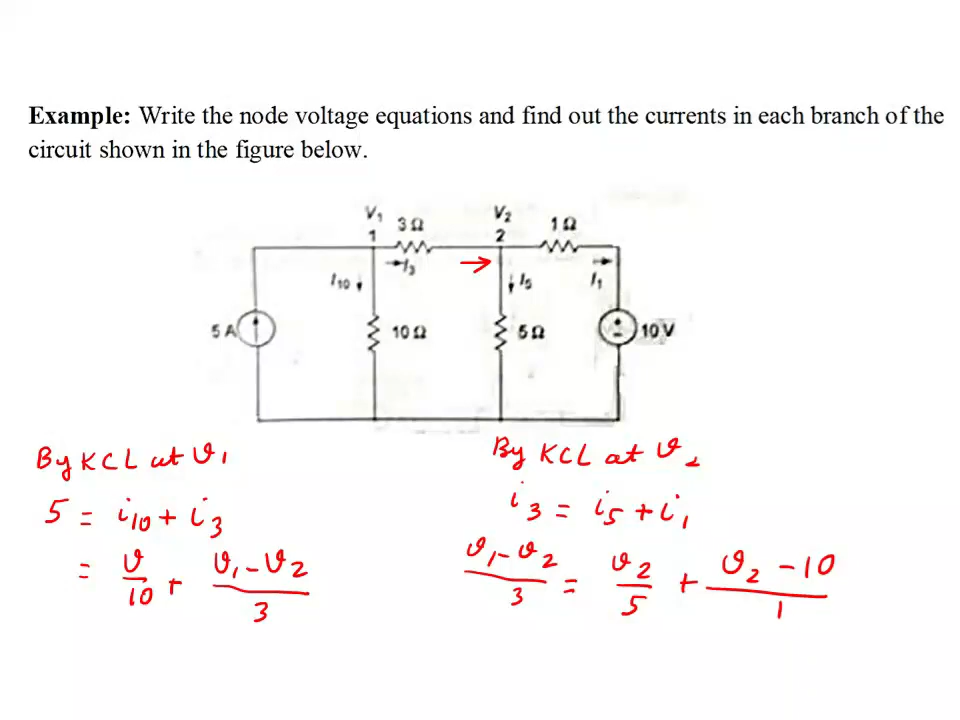 Example: Write the node voltage equations and find out the currents in each branch of the
circuit shown in the figure below.
V₁ 3Ω V₂ 1Ω
1 2
I₃
I₁₀ I₅ I₁
5 A 10 Ω 5 Ω 10 V
By KCL at v₁
5 = i₁₀ + i₃
= v/10 + (v₁ - v₂)/3
By KCL at v₂
i₃ = i₅ + i₁
(v₁ - v₂)/3 = v₂/5 + (v₂ - 10)/1